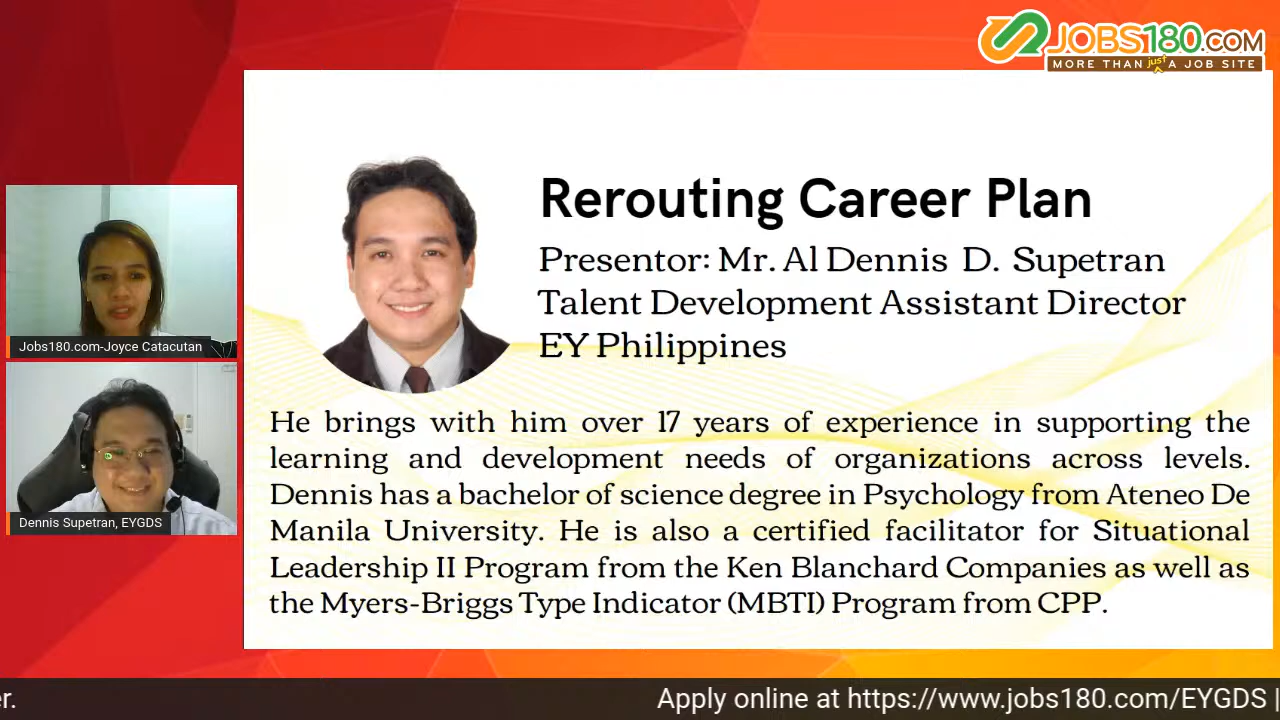 JOBS180.COM
MORE THAN just A JOB SITE
Rerouting Career Plan
Presentor: Mr. Al Dennis D. Supetran
Talent Development Assistant Director
EY Philippines
Jobs180.com-Joyce Catacutan
Dennis Supetran, EYGDS
He brings with him over 17 years of experience in supporting the
learning and development needs of organizations across levels.
Dennis has a bachelor of science degree in Psychology from Ateneo De
Manila University. He is also a certified facilitator for Situational
Leadership II Program from the Ken Blanchard Companies as well as
the Myers-Briggs Type Indicator (MBTI) Program from CPP.
er. Apply online at https://www.jobs180.com/EYGDS |